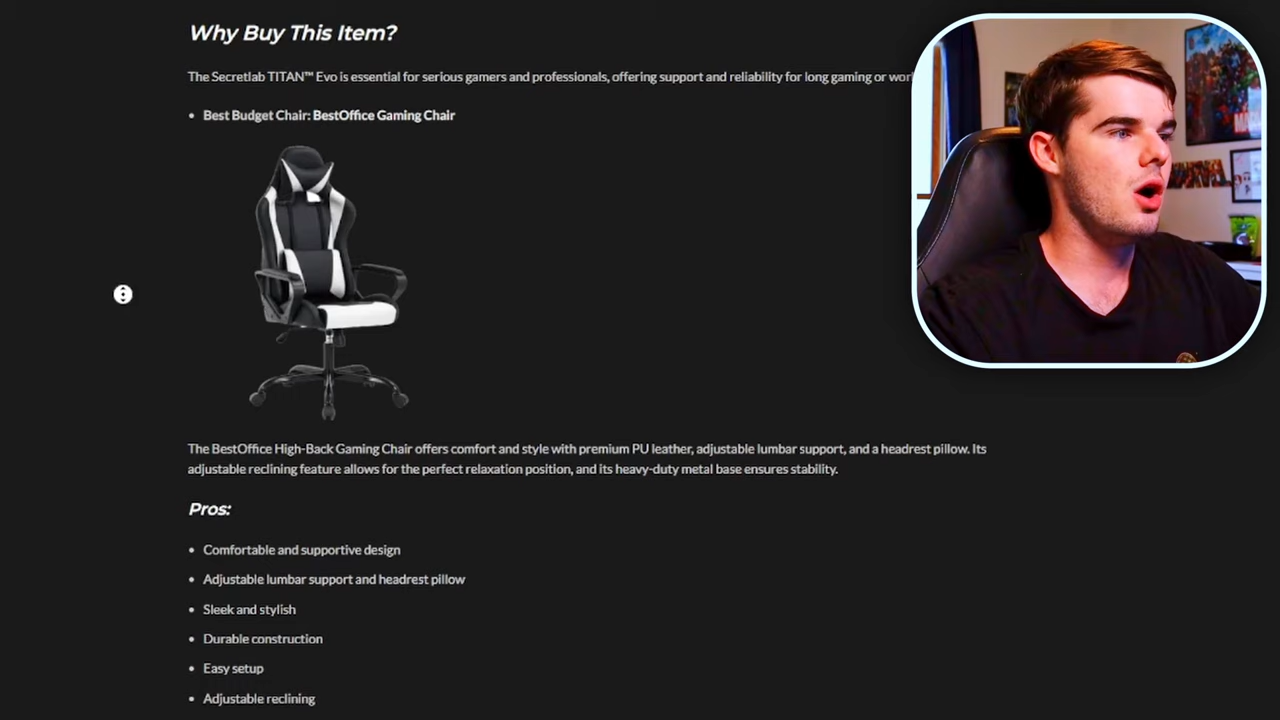 Why Buy This Item?
The Secretlab TITAN™ Evo is essential for serious gamers and professionals, offering support and reliability for long gaming or
• Best Budget Chair: BestOffice Gaming Chair
The BestOffice High-Back Gaming Chair offers comfort and style with premium PU leather, adjustable lumbar support, and a headrest pillow. Its
adjustable reclining feature allows for the perfect relaxation position, and its heavy-duty metal base ensures stability.
Pros:
• Comfortable and supportive design
• Adjustable lumbar support and headrest pillow
• Sleek and stylish
• Durable construction
• Easy setup
• Adjustable reclining